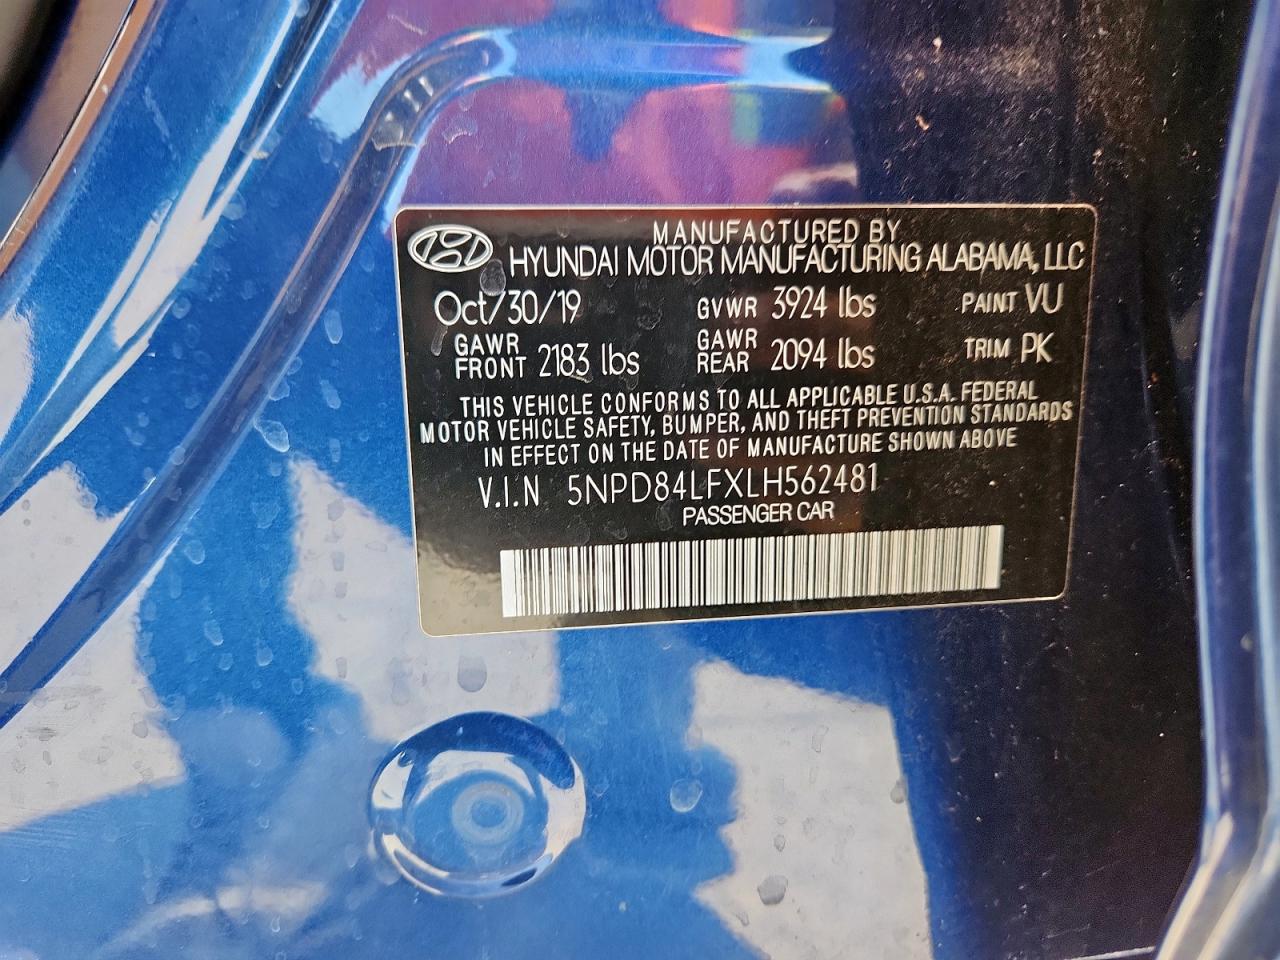 MANUFACTURED BY
HYUNDAI MOTOR MANUFACTURING ALABAMA, LLC
Oct/30/19 GVWR 3924 lbs PAINT VU
GAWR FRONT 2183 lbs GAWR REAR 2094 lbs TRIM PK
THIS VEHICLE CONFORMS TO ALL APPLICABLE U.S.A. FEDERAL
MOTOR VEHICLE SAFETY, BUMPER, AND THEFT PREVENTION STANDARDS
IN EFFECT ON THE DATE OF MANUFACTURE SHOWN ABOVE
V.I.N 5NPD84LFXLH562481
PASSENGER CAR